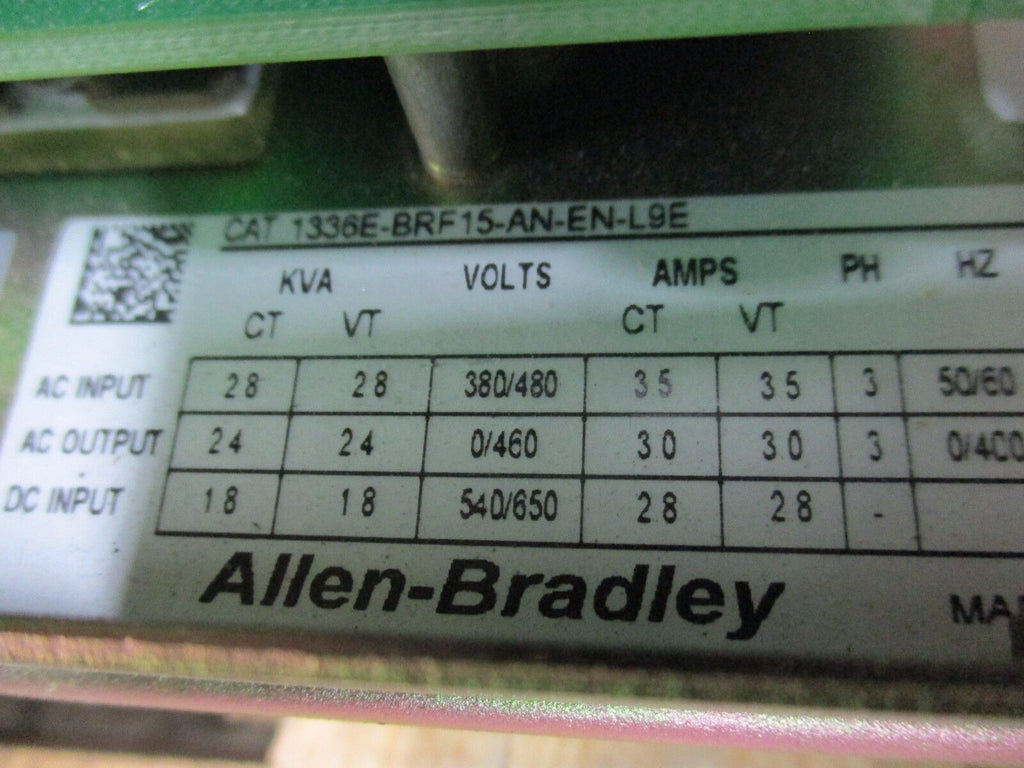 CAT 1336E-BRF15-AN-EN-L9E
KVA VOLTS AMPS PH HZ
CT VT CT VT
AC INPUT 28 28 380/480 35 35 3 50/60
AC OUTPUT 24 24 0/460 30 30 3 0/400
DC INPUT 18 18 540/650 28 28 -
Allen-Bradley